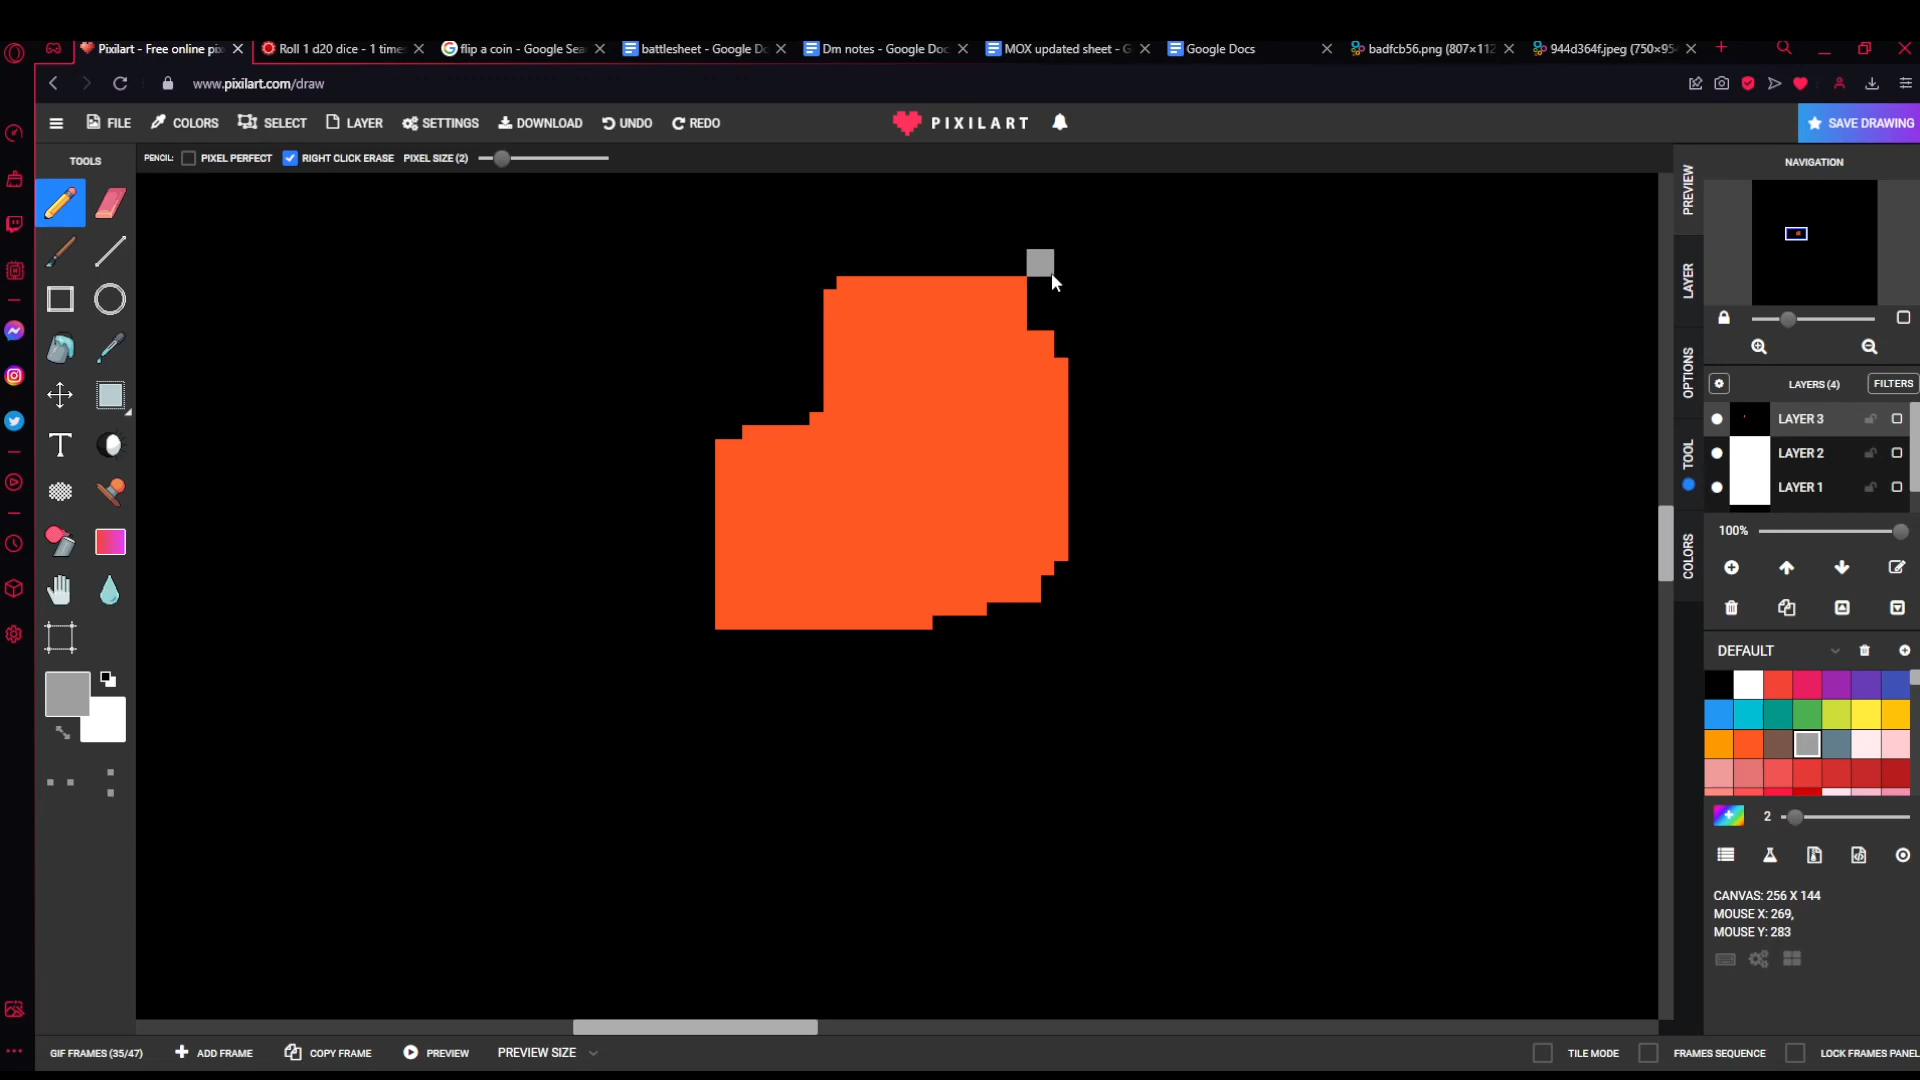 Pixilart - Free online pi
Roll 1 d20 dice - 1 time
flip a coin - Google Sea
battlesheet - Google Do
Dm notes - Google Doc
MOX updated sheet - G
Google Docs
badfcb56.png (807×112
944d364f.jpeg (750×95
www.pixilart.com/draw
FILE
COLORS
SELECT
LAYER
SETTINGS
DOWNLOAD
UNDO
REDO
PIXILART
SAVE DRAWING
TOOLS
PENCIL:
PIXEL PERFECT
RIGHT CLICK ERASE
PIXEL SIZE (2)
PREVIEW
LAYER
OPTIONS
TOOL
COLORS
NAVIGATION
LAYERS (4)
FILTERS
LAYER 3
LAYER 2
LAYER 1
100%
DEFAULT
2
CANVAS: 256 X 144
MOUSE X: 269,
MOUSE Y: 283
GIF FRAMES (35/47)
ADD FRAME
COPY FRAME
PREVIEW
PREVIEW SIZE
TILE MODE
FRAMES SEQUENCE
LOCK FRAMES PANEL